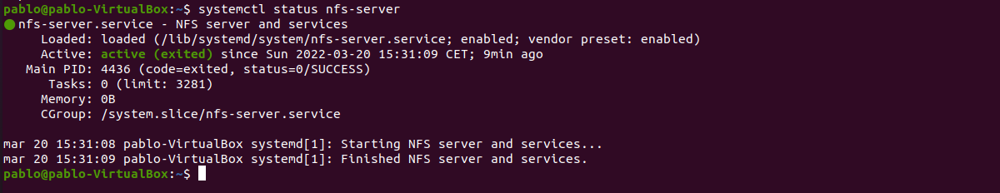 pablo@pablo-VirtualBox:~$ systemctl status nfs-server
nfs-server.service - NFS server and services
Loaded: loaded (/lib/systemd/system/nfs-server.service; enabled; vendor preset: enabled)
Active: active (exited) since Sun 2022-03-20 15:31:09 CET; 9min ago
Main PID: 4436 (code=exited, status=0/SUCCESS)
Tasks: 0 (limit: 3281)
Memory: 0B
CGroup: /system.slice/nfs-server.service
mar 20 15:31:08 pablo-VirtualBox systemd[1]: Starting NFS server and services...
mar 20 15:31:09 pablo-VirtualBox systemd[1]: Finished NFS server and services.
pablo@pablo-VirtualBox:~$